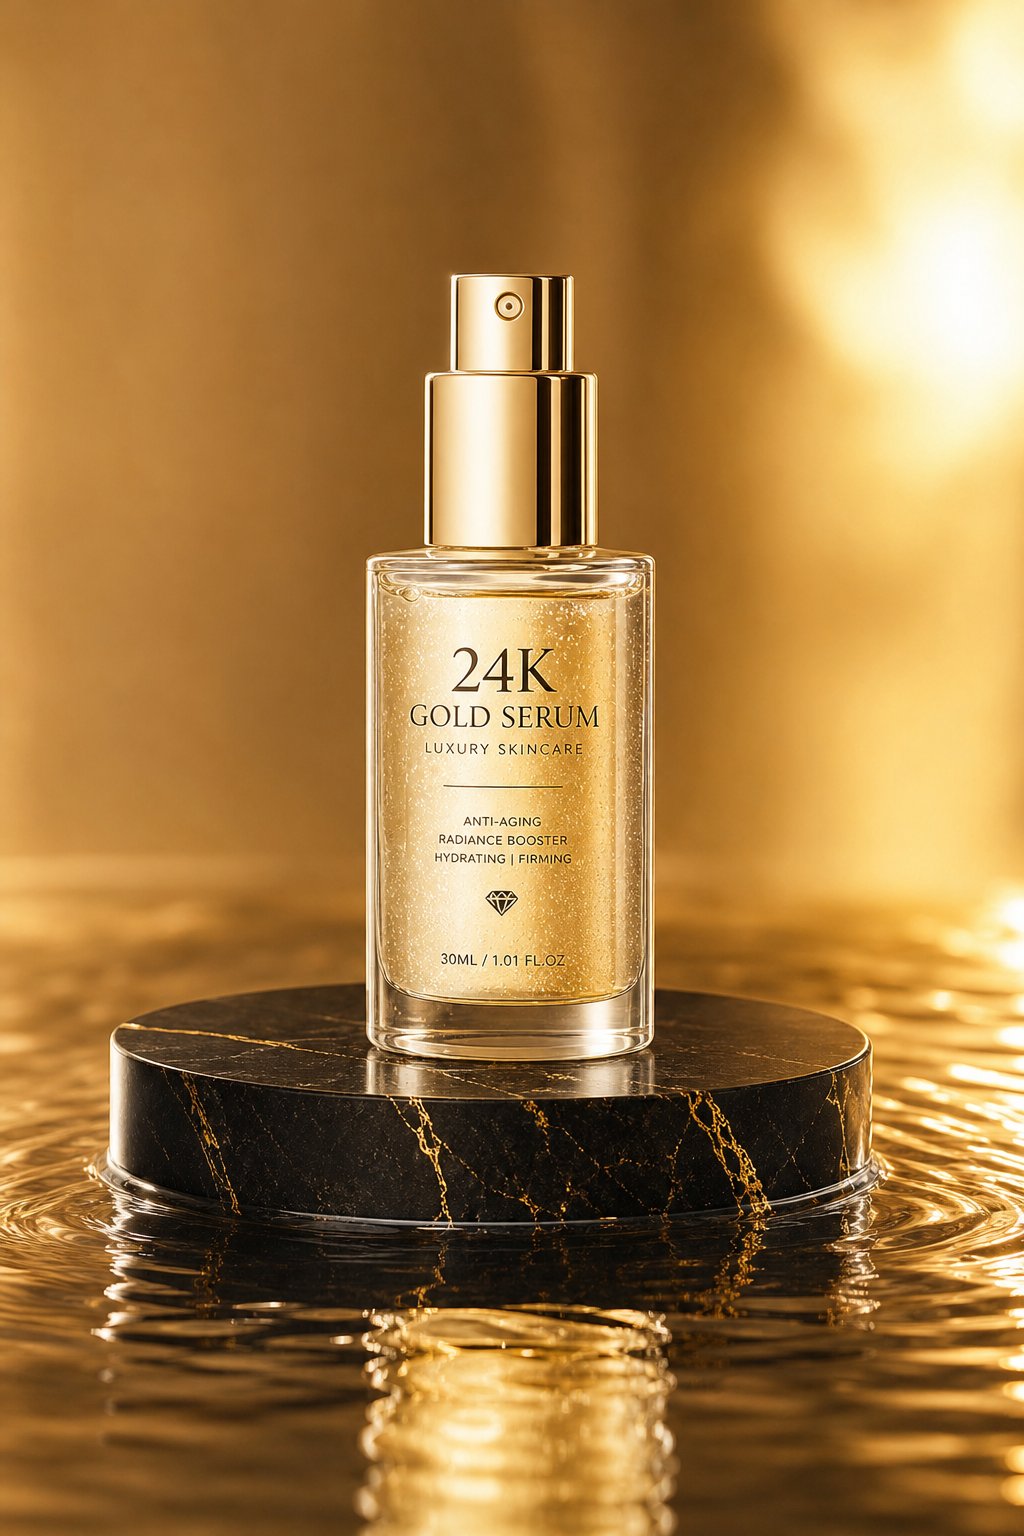 24K
GOLD SERUM
LUXURY SKINCARE
ANTI-AGING
RADIANCE BOOSTER
HYDRATING | FIRMING
30ML / 1.01 FL.OZ